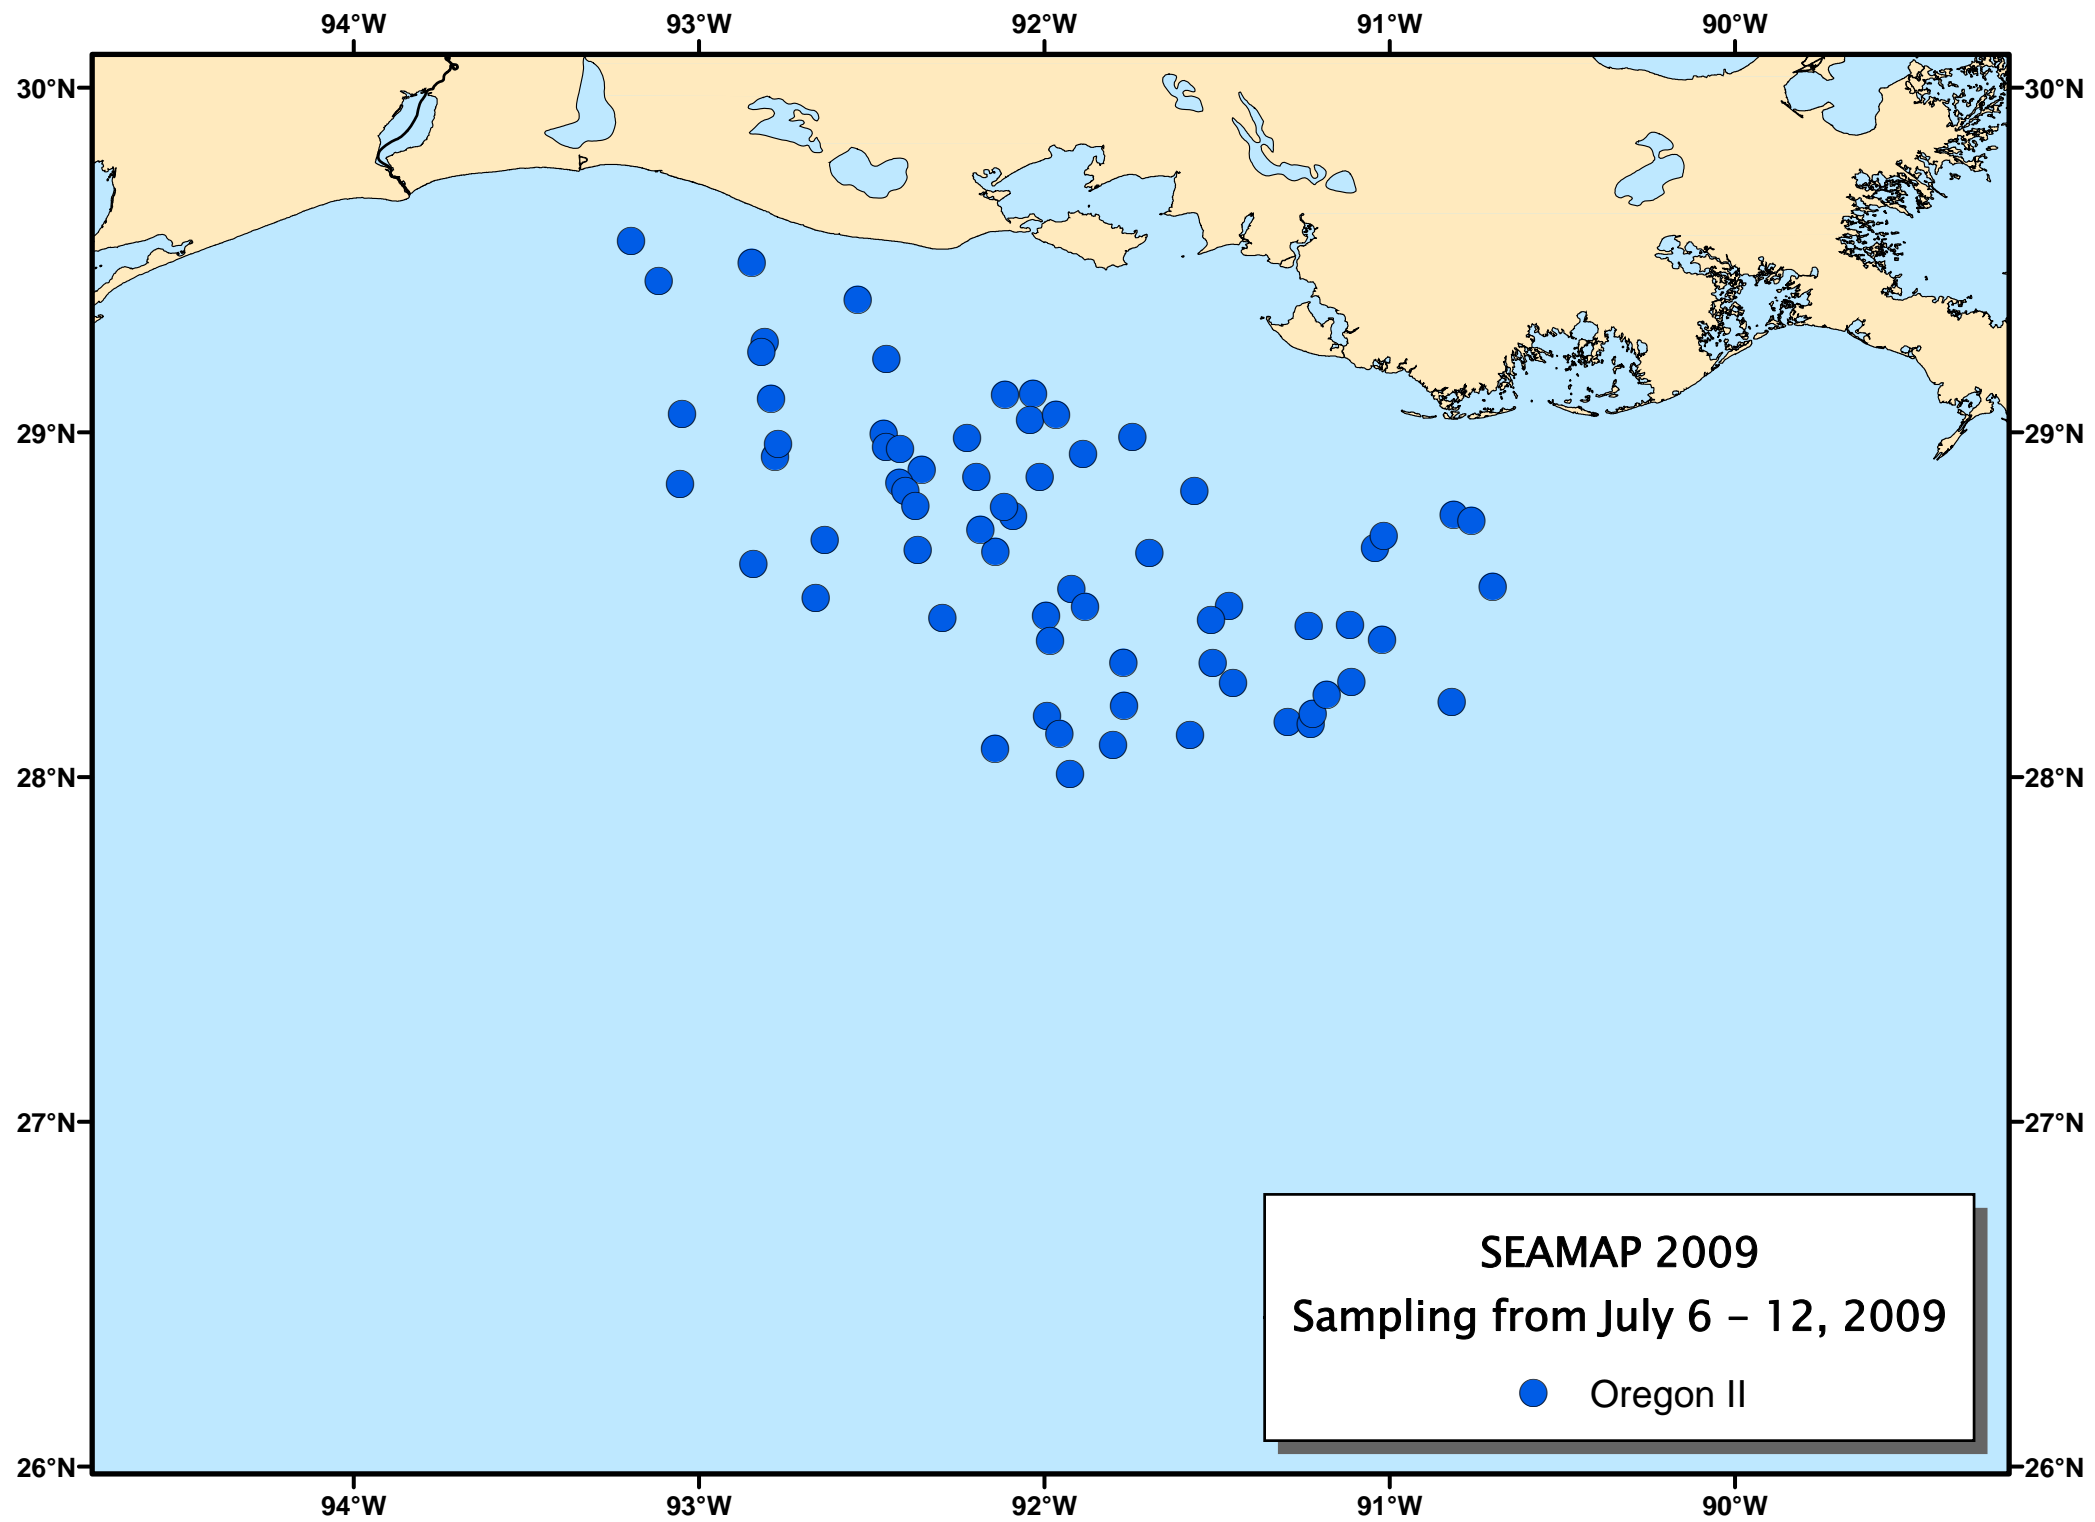 94°W 93°W 92°W 91°W 90°W
30°N 30°N
29°N 29°N
28°N 28°N
27°N 27°N
SEAMAP 2009
Sampling from July 6 – 12, 2009
Oregon II
26°N 26°N
94°W 93°W 92°W 91°W 90°W